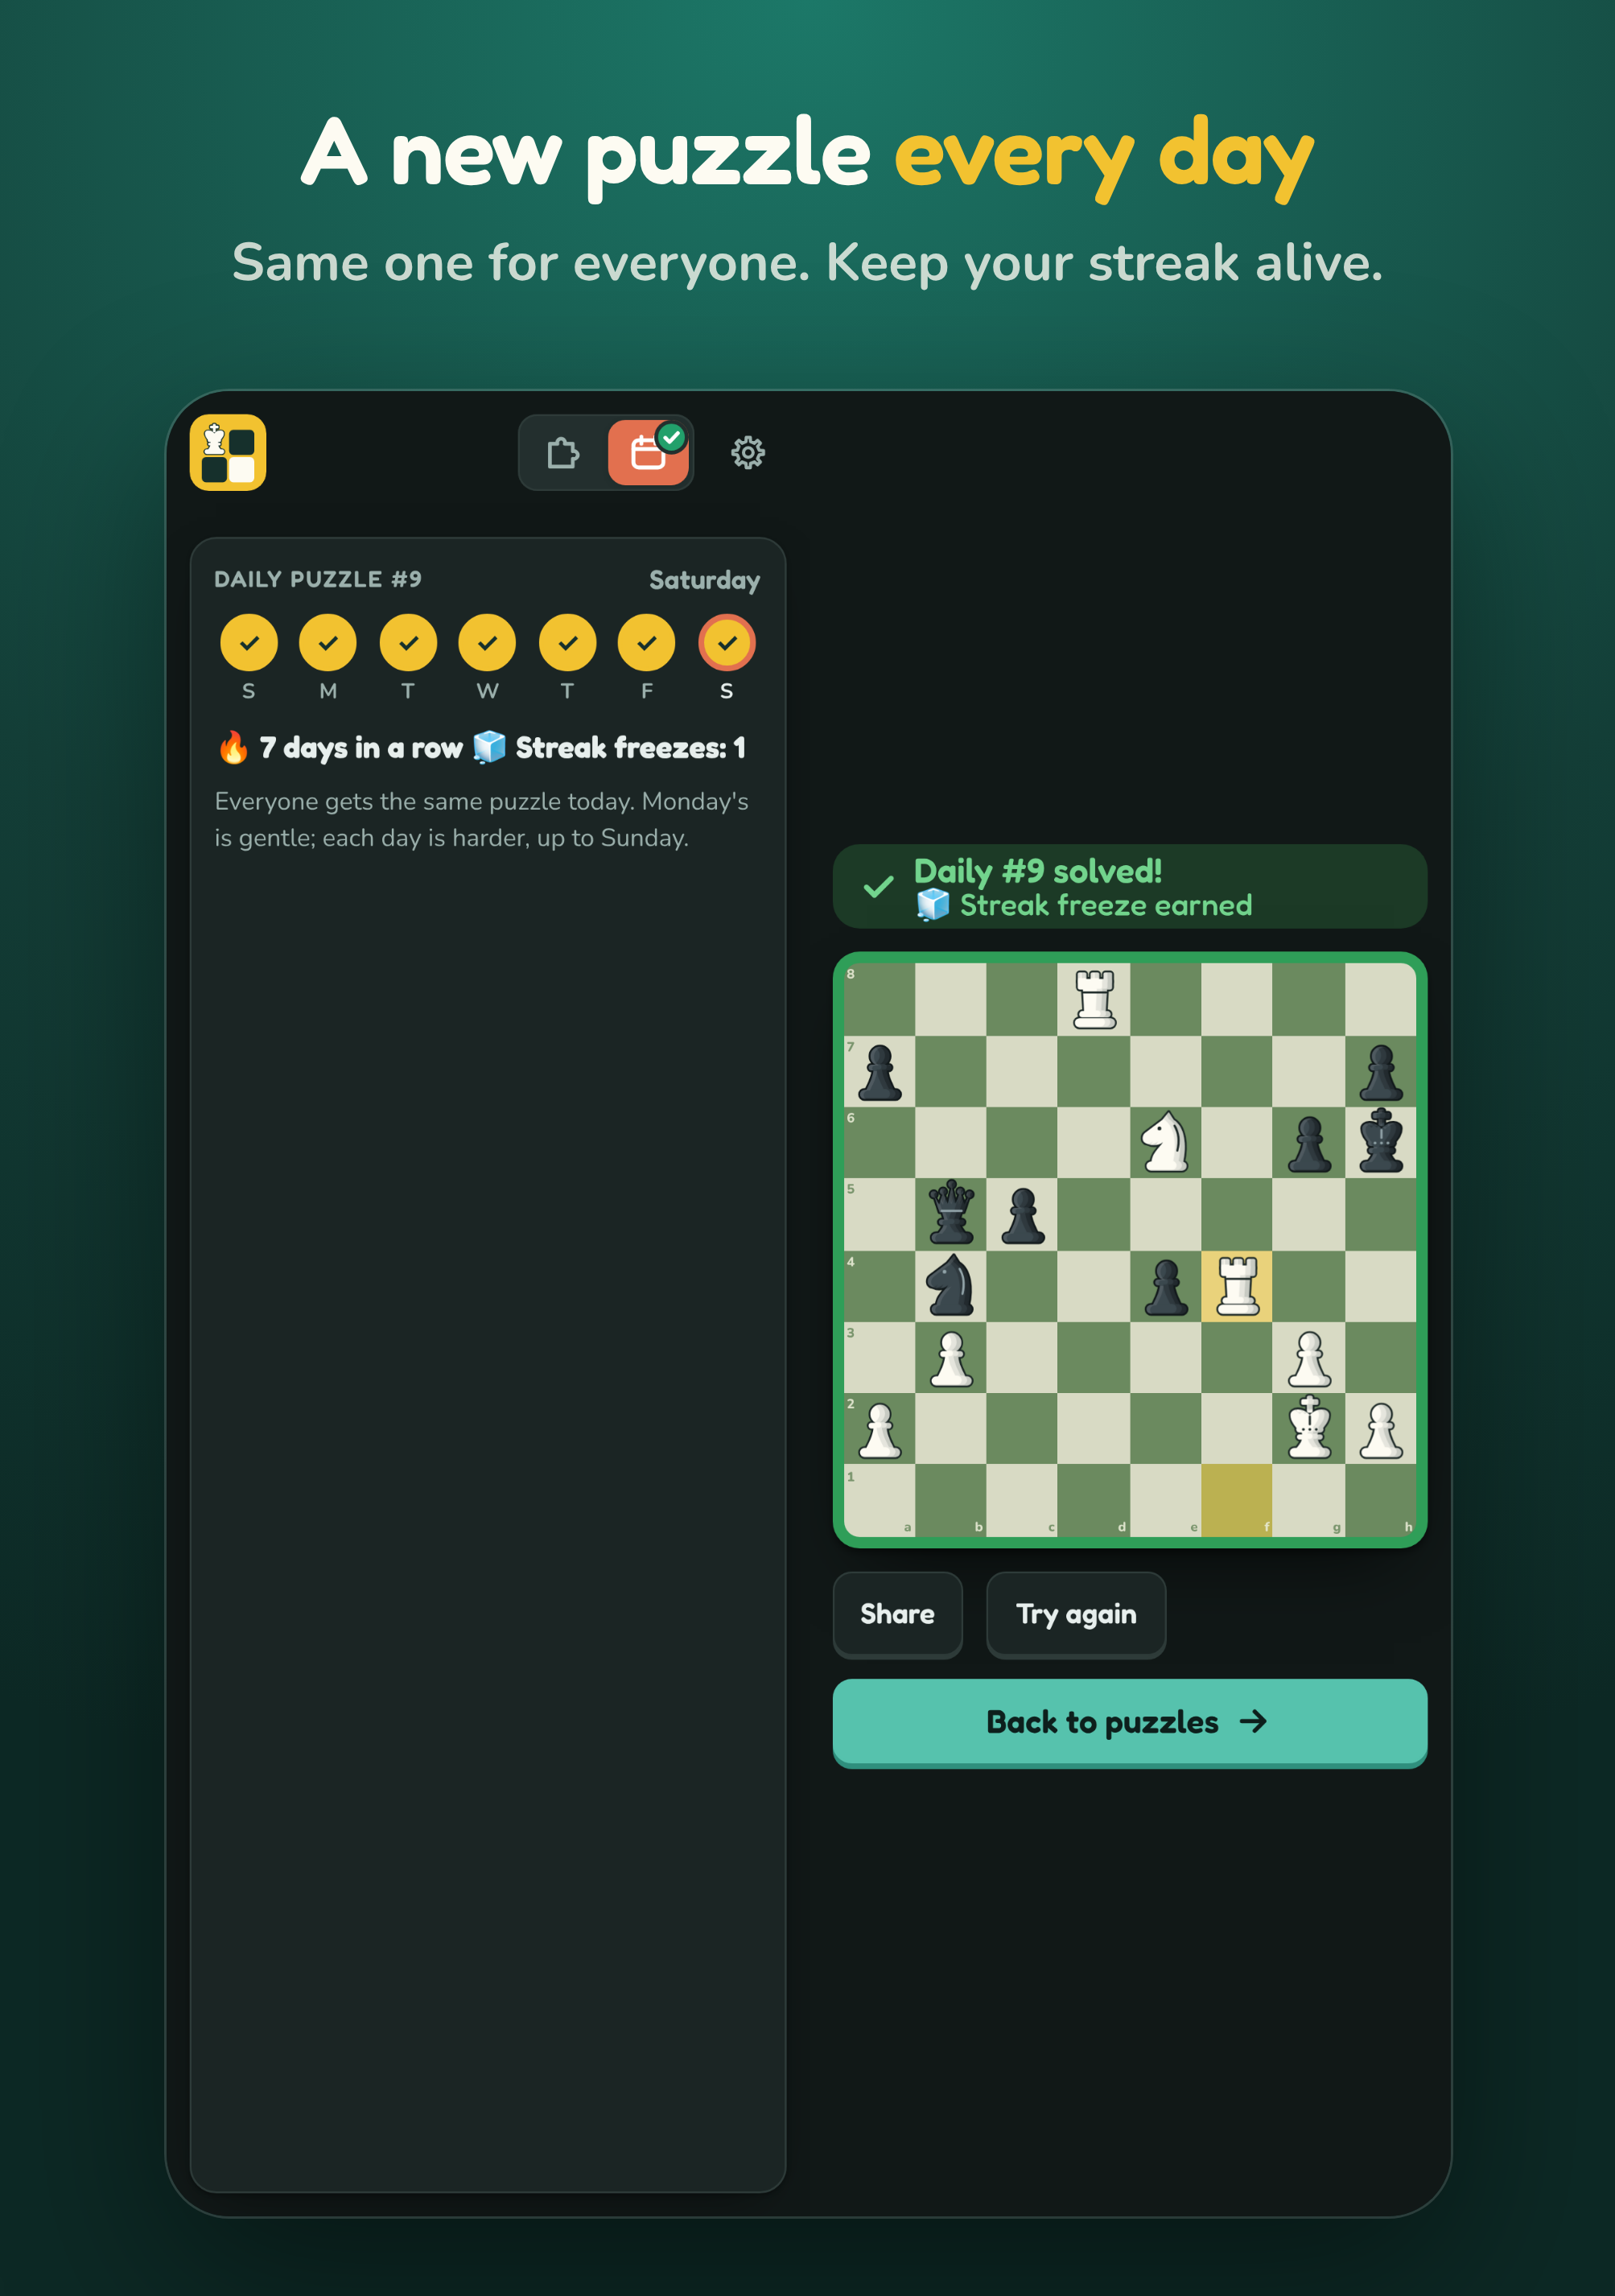 A new puzzle every day
Same one for everyone. Keep your streak alive.
DAILY PUZZLE #9
Saturday
S M T W T F S
🔥 7 days in a row 🧊 Streak freezes: 1
Everyone gets the same puzzle today. Monday's
is gentle; each day is harder, up to Sunday.
Daily #9 solved!
🧊 Streak freeze earned
8
7
6
5
4
3
2
1
a b c d e f g h
Share
Try again
Back to puzzles →